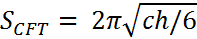 S_CFT = 2π√ch/6